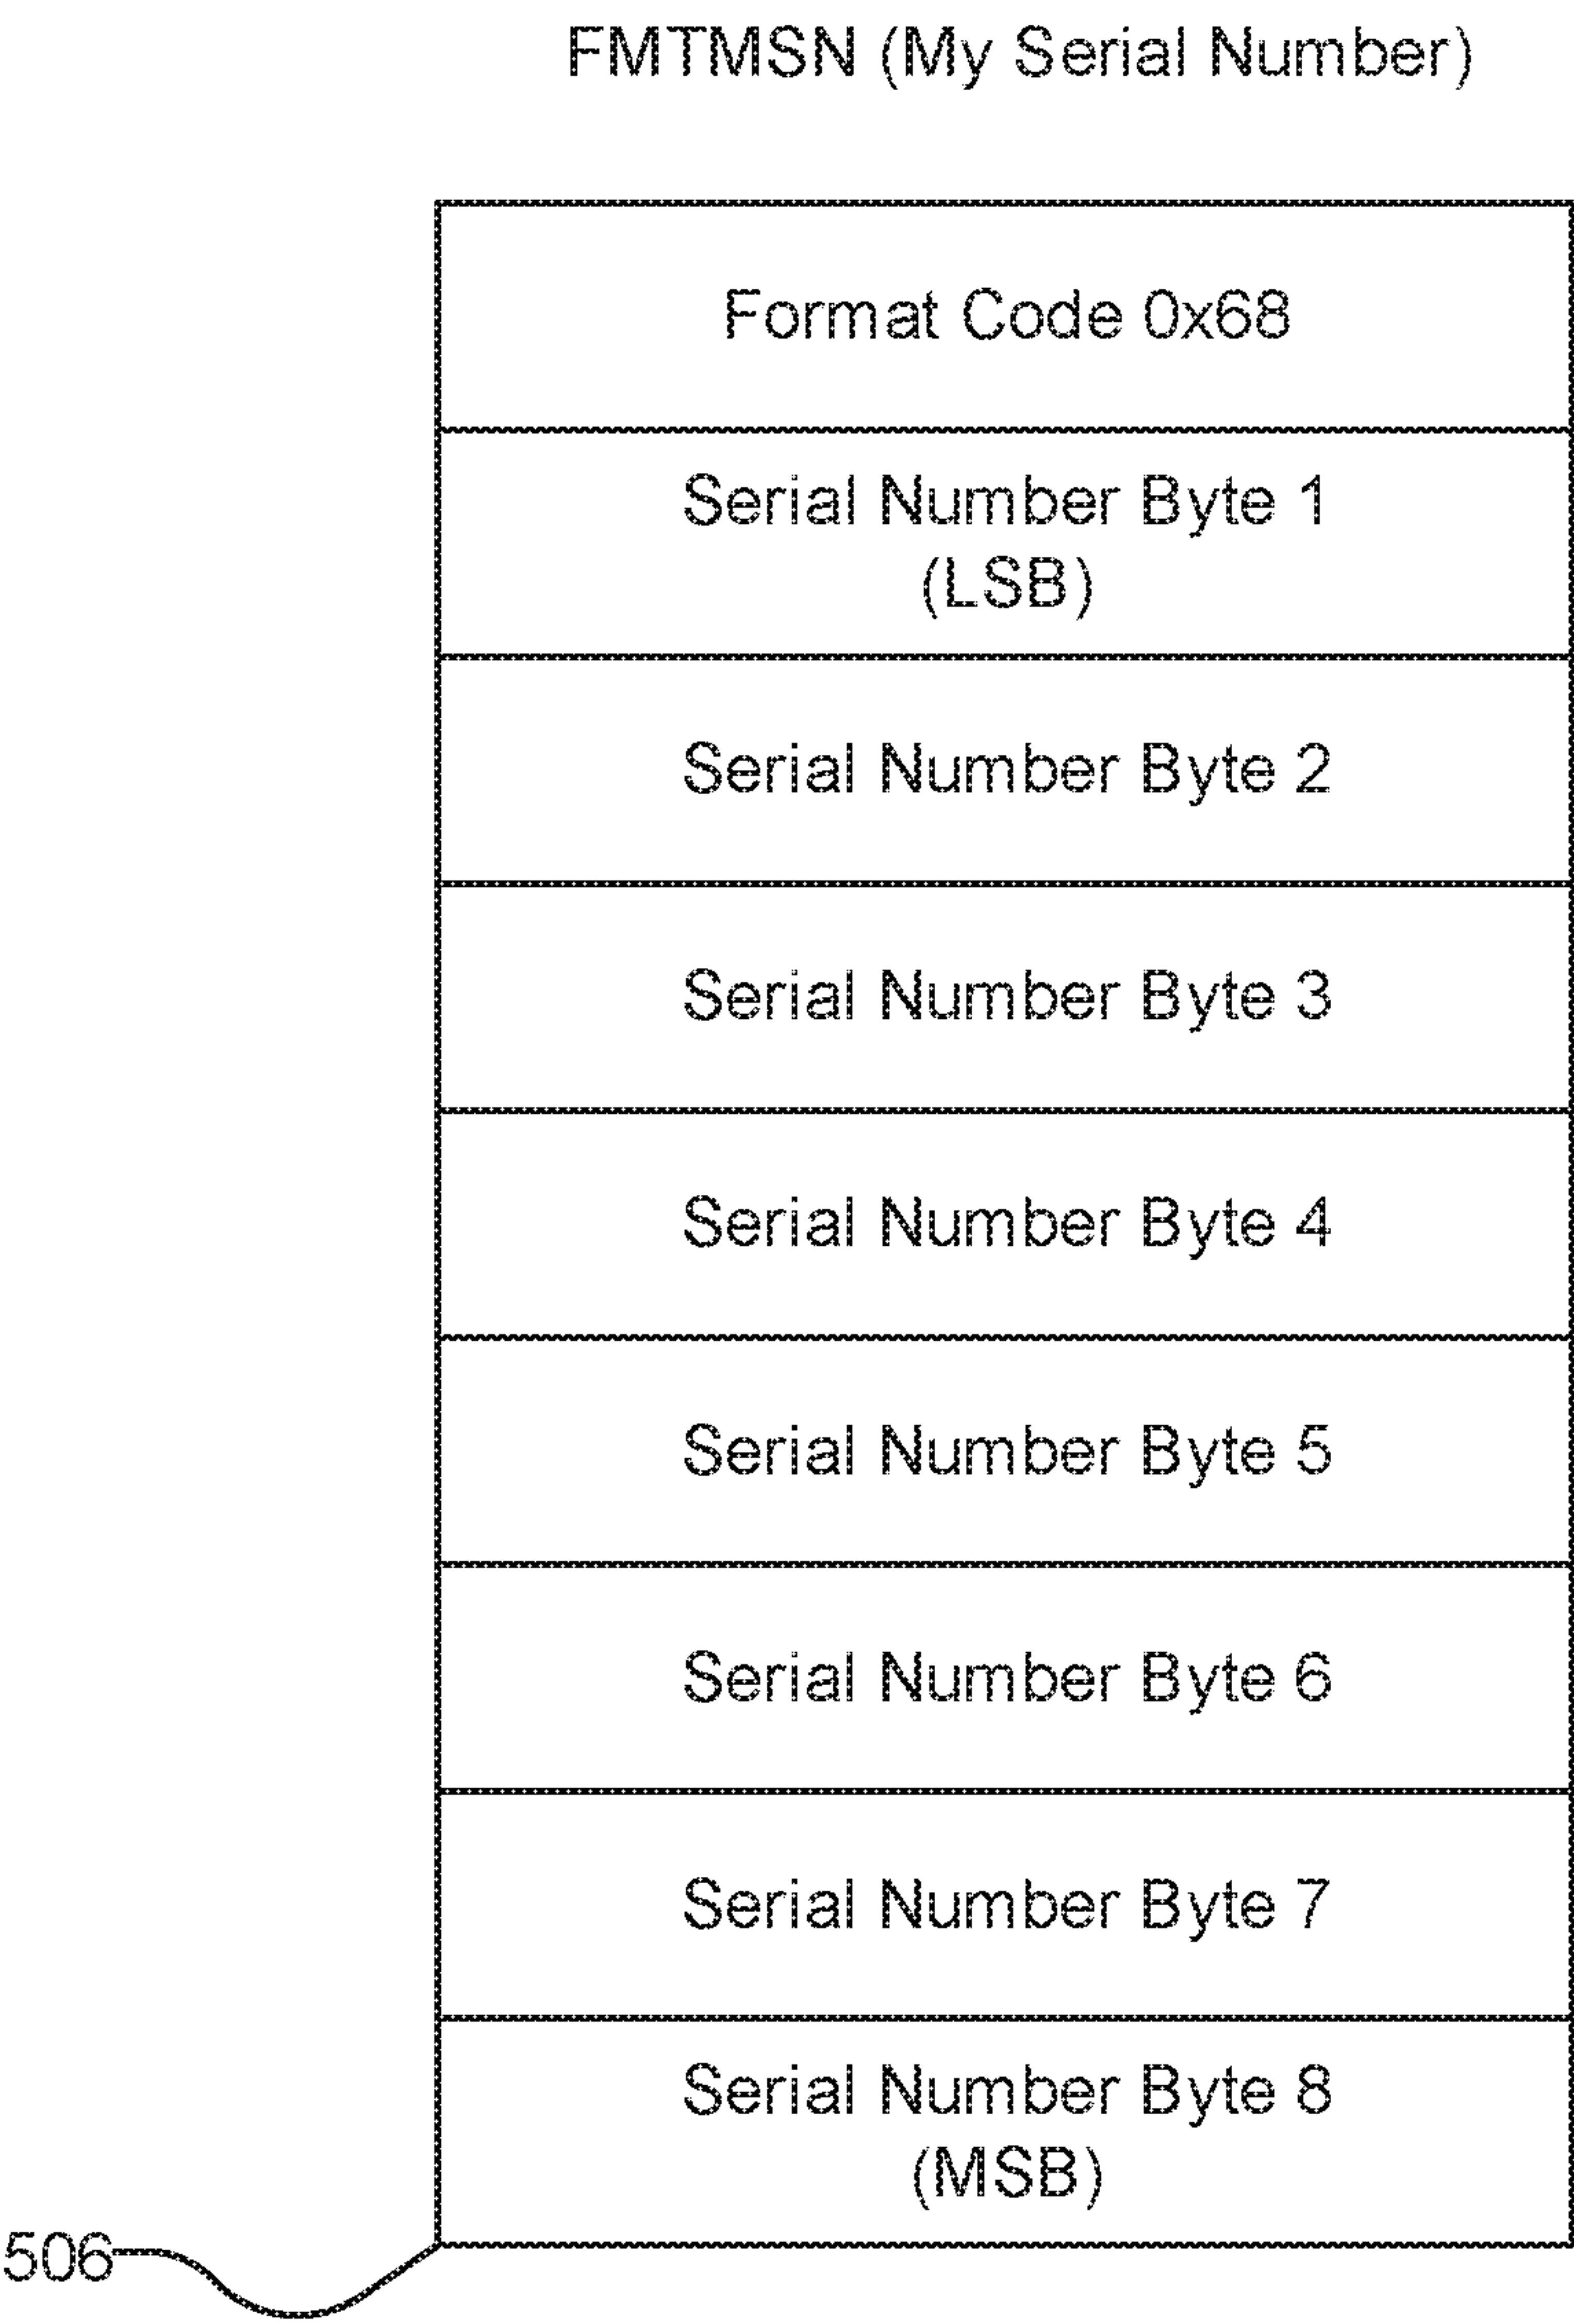 FMTMSN (My Serial Number)
Format Code 0x68
Serial Number Byte 1
(LSB)
Serial Number Byte 2
Serial Number Byte 3
Serial Number Byte 4
Serial Number Byte 5
Serial Number Byte 6
Serial Number Byte 7
Serial Number Byte 8
(MSB)
506